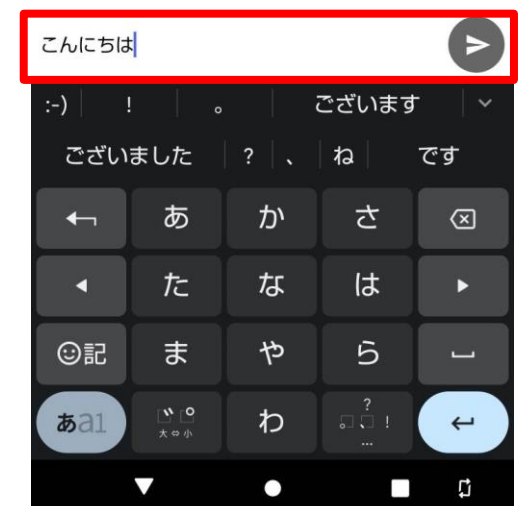 こんにちは
:-) ! 。 ございます
ございました ? 、 ね です
あ か さ
た な は
記 ま や ら
あa1 大⇔小 わ 。?、!…